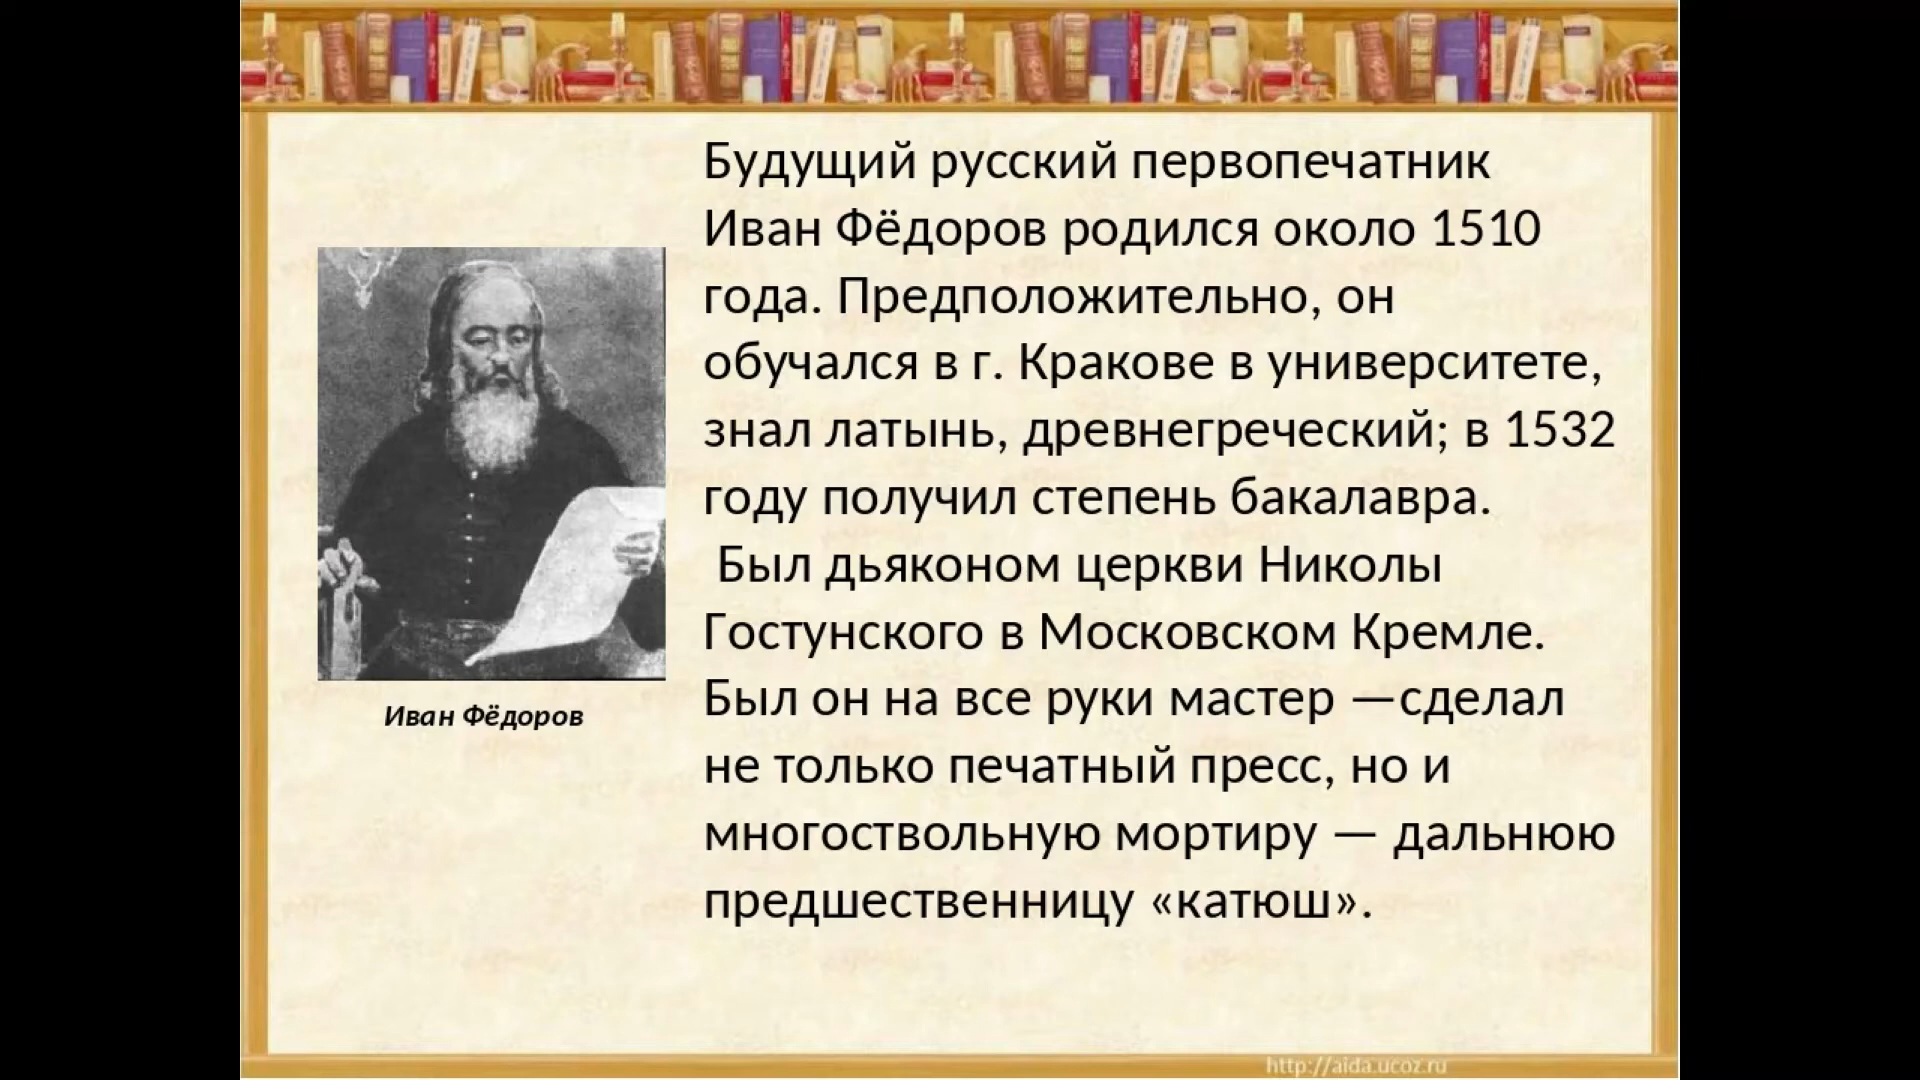 Будущий русский первопечатник
Иван Фёдоров родился около 1510
года. Предположительно, он
обучался в г. Кракове в университете,
знал латынь, древнегреческий; в 1532
году получил степень бакалавра.
Был дьяконом церкви Николы
Гостунского в Московском Кремле.
Был он на все руки мастер —сделал
не только печатный пресс, но и
многоствольную мортиру — дальнюю
предшественницу «катюш».
Иван Фёдоров
http://aida.ucoz.ru